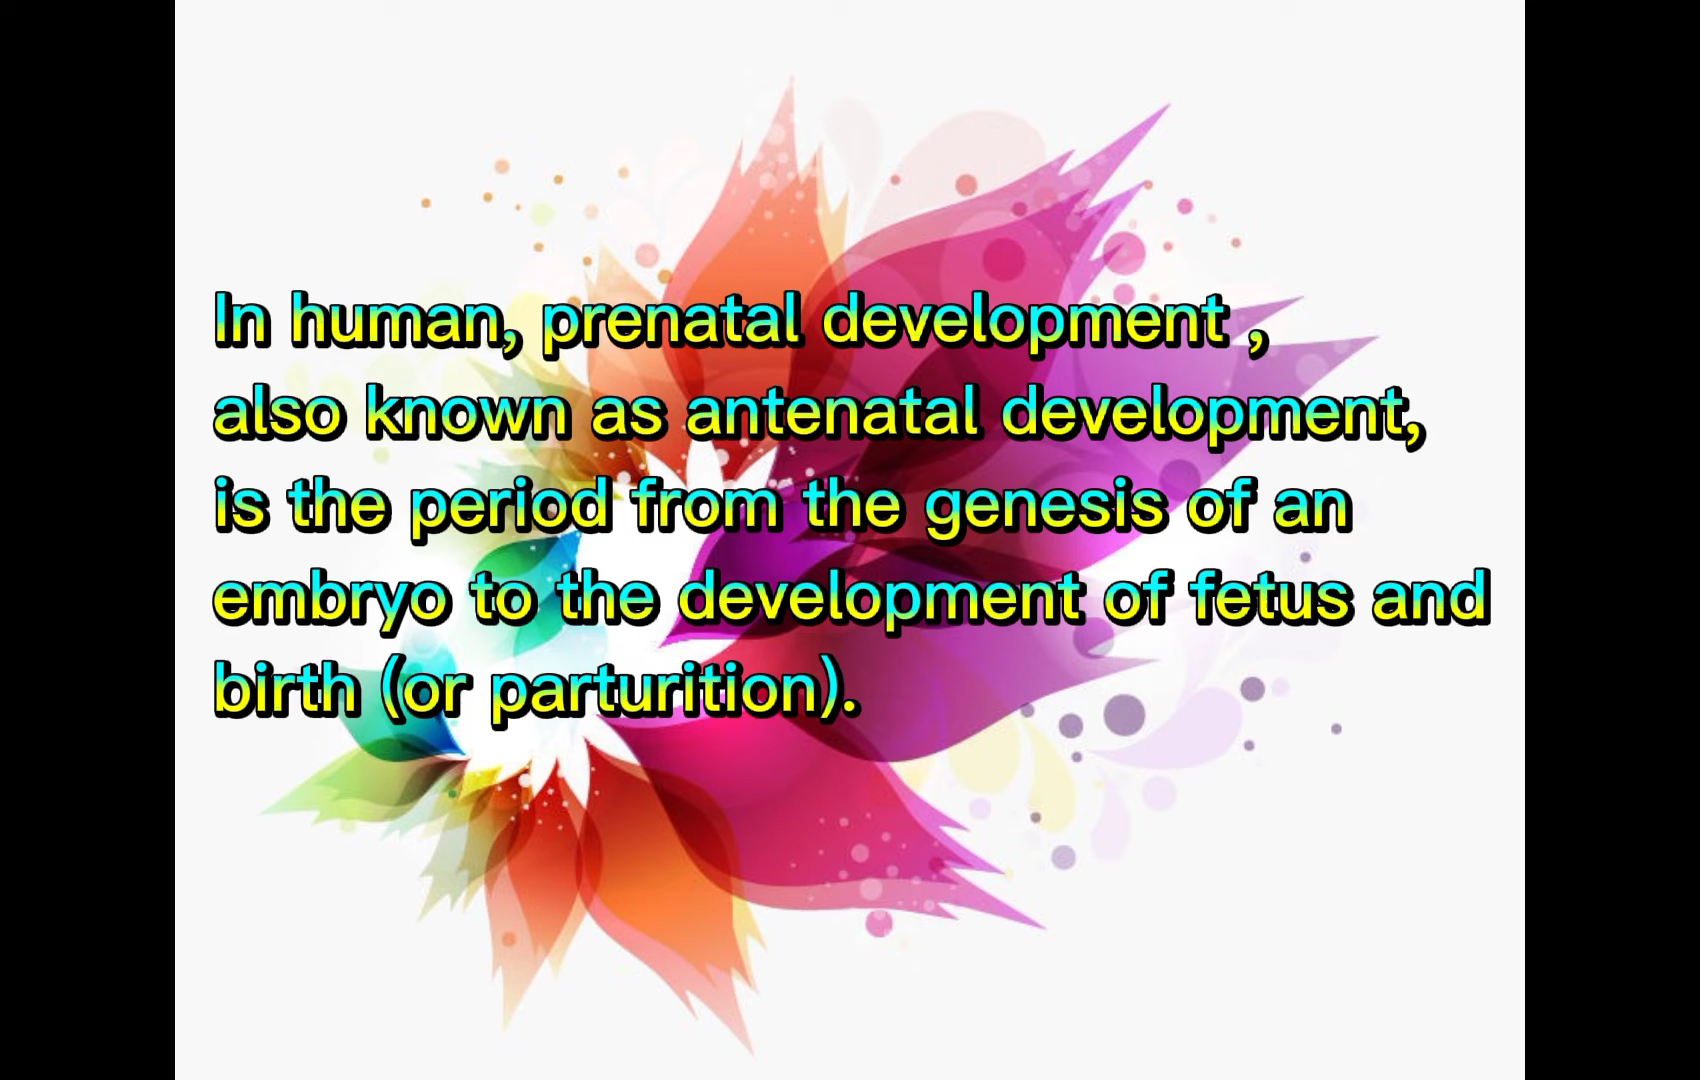 In human, prenatal development ,
also known as antenatal development,
is the period from the genesis of an
embryo to the development of fetus and
birth (or parturition).